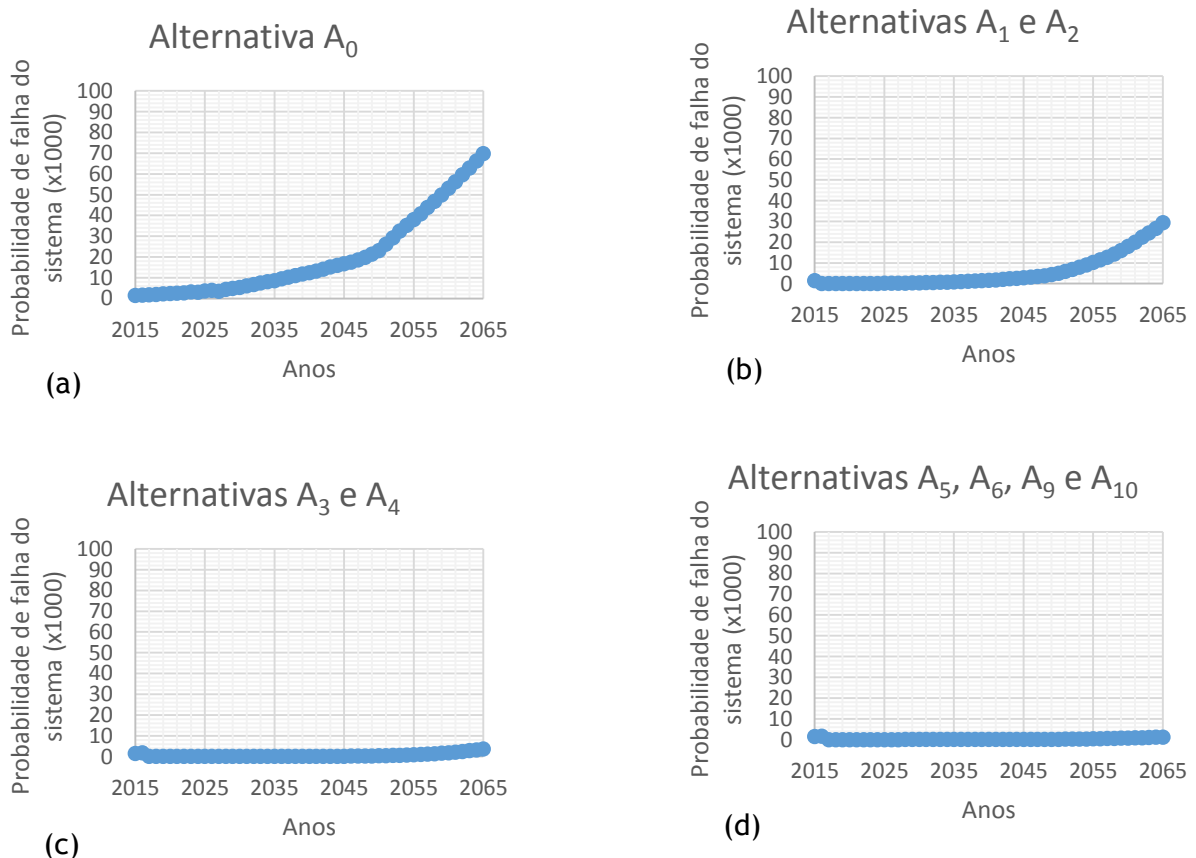 Alternativa A₀
Probabilidade de falha do
sistema (x1000)
100
90
80
70
60
50
40
30
20
10
0
2015 2025 2035 2045 2055 2065
Anos
(a)
Alternativas A₁ e A₂
Probabilidade de falha do
sistema (x1000)
100
90
80
70
60
50
40
30
20
10
0
2015 2025 2035 2045 2055 2065
Anos
(b)
Alternativas A₃ e A₄
Probabilidade de falha do
sistema (x1000)
100
90
80
70
60
50
40
30
20
10
0
2015 2025 2035 2045 2055 2065
Anos
(c)
Alternativas A₅, A₆, A₉ e A₁₀
Probabilidade de falha do
sistema (x1000)
100
90
80
70
60
50
40
30
20
10
0
2015 2025 2035 2045 2055 2065
Anos
(d)